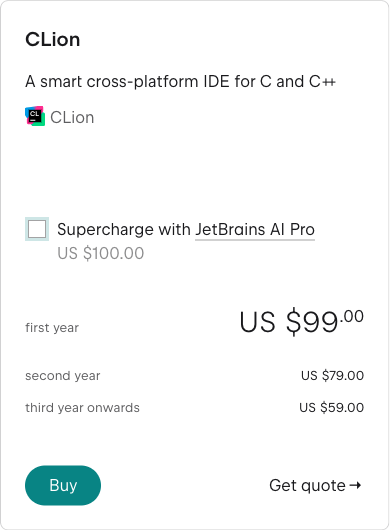 CLion
A smart cross-platform IDE for C and C++
CL CLion
Supercharge with JetBrains AI Pro
US $100.00
first year US $99.00
second year US $79.00
third year onwards US $59.00
Buy Get quote →